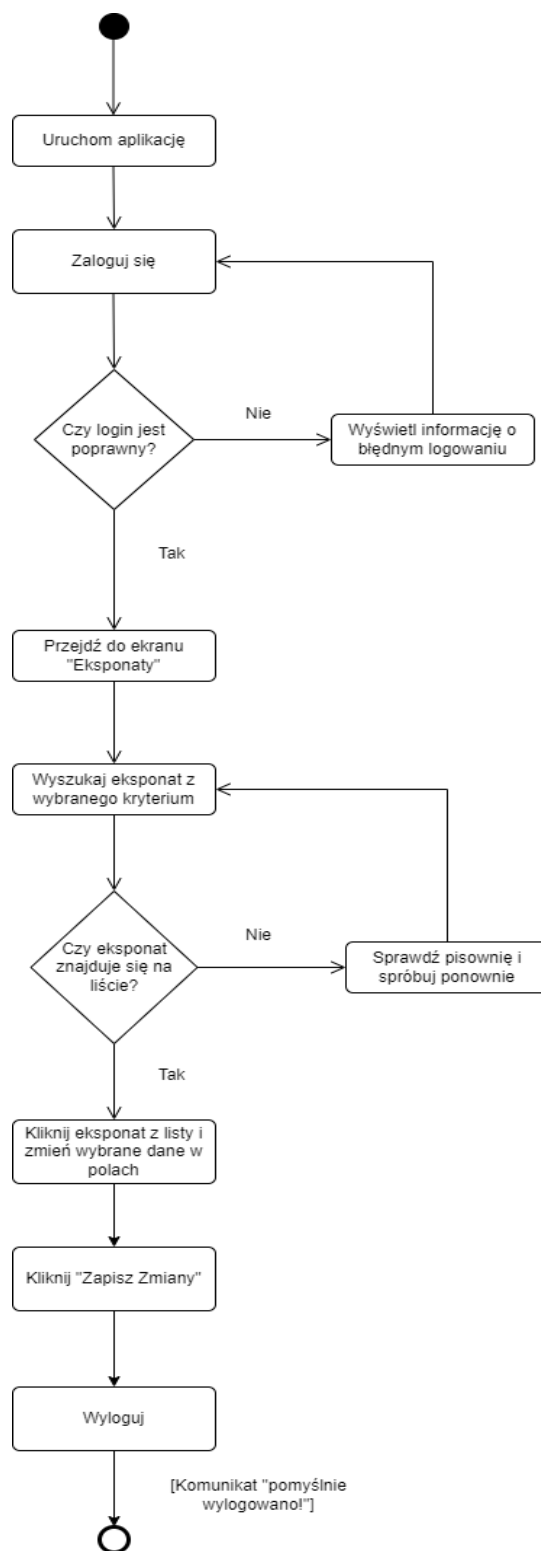 Uruchom aplikację
Zaloguj się
Czy login jest
poprawny?
Nie
Wyświetl informację o
błędnym logowaniu
Tak
Przejdź do ekranu
"Eksponaty"
Wyszukaj eksponat z
wybranego kryterium
Czy eksponat
znajduje się na
liście?
Nie
Sprawdź pisownię i
spróbuj ponownie
Tak
Kliknij eksponat z listy i
zmień wybrane dane w
polach
Kliknij "Zapisz Zmiany"
Wyloguj
[Komunikat "pomyślnie
wylogowano!"]